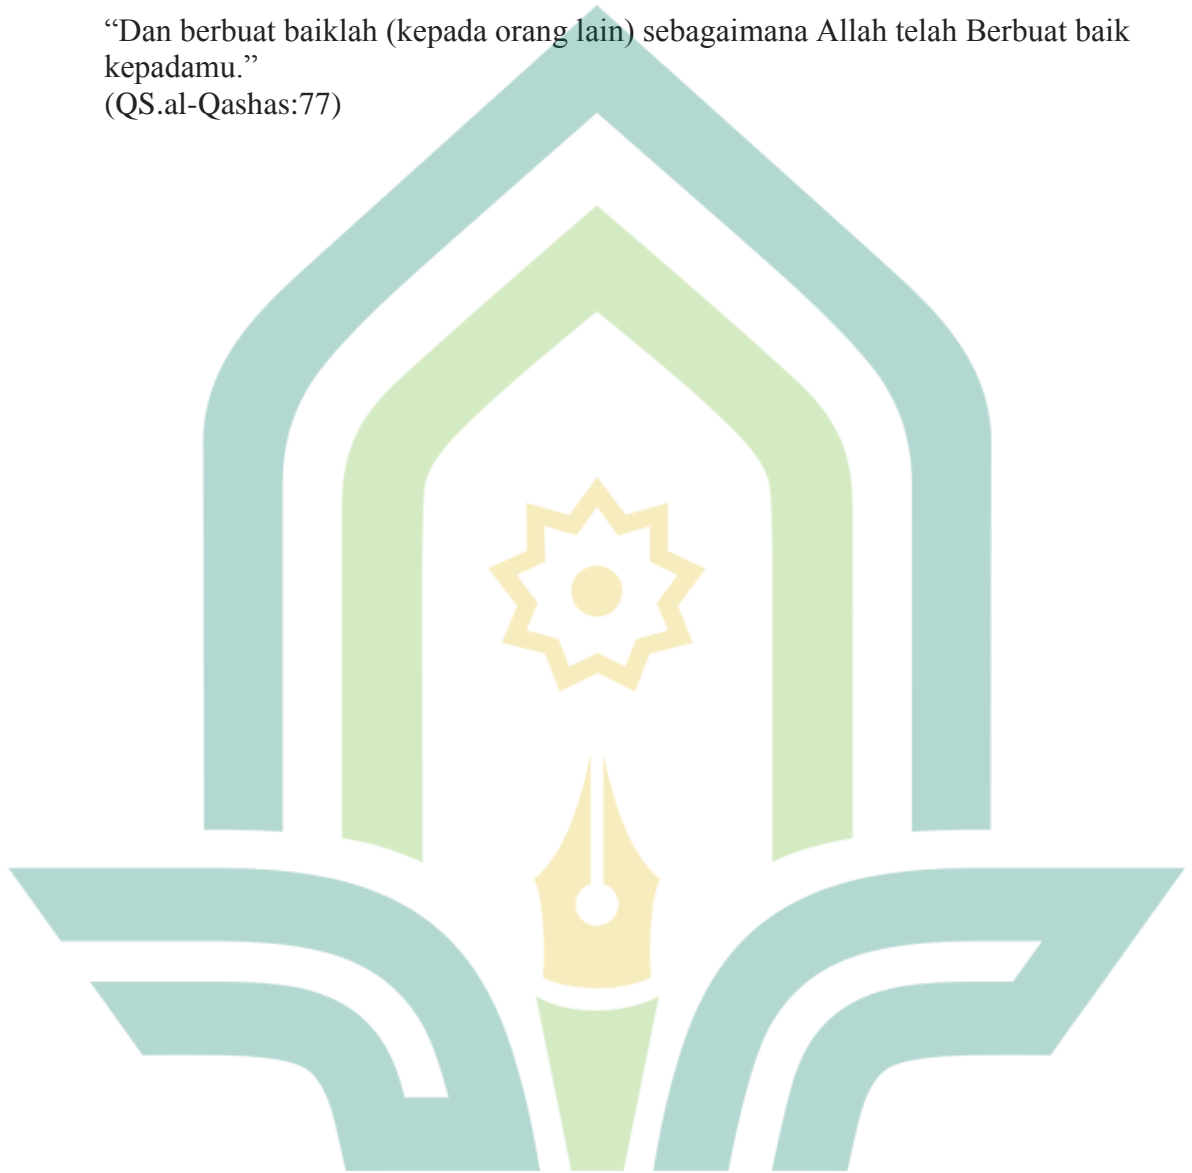 “Dan berbuat baiklah (kepada orang lain) sebagaimana Allah telah Berbuat baik
kepadamu.”
(QS.al-Qashas:77)